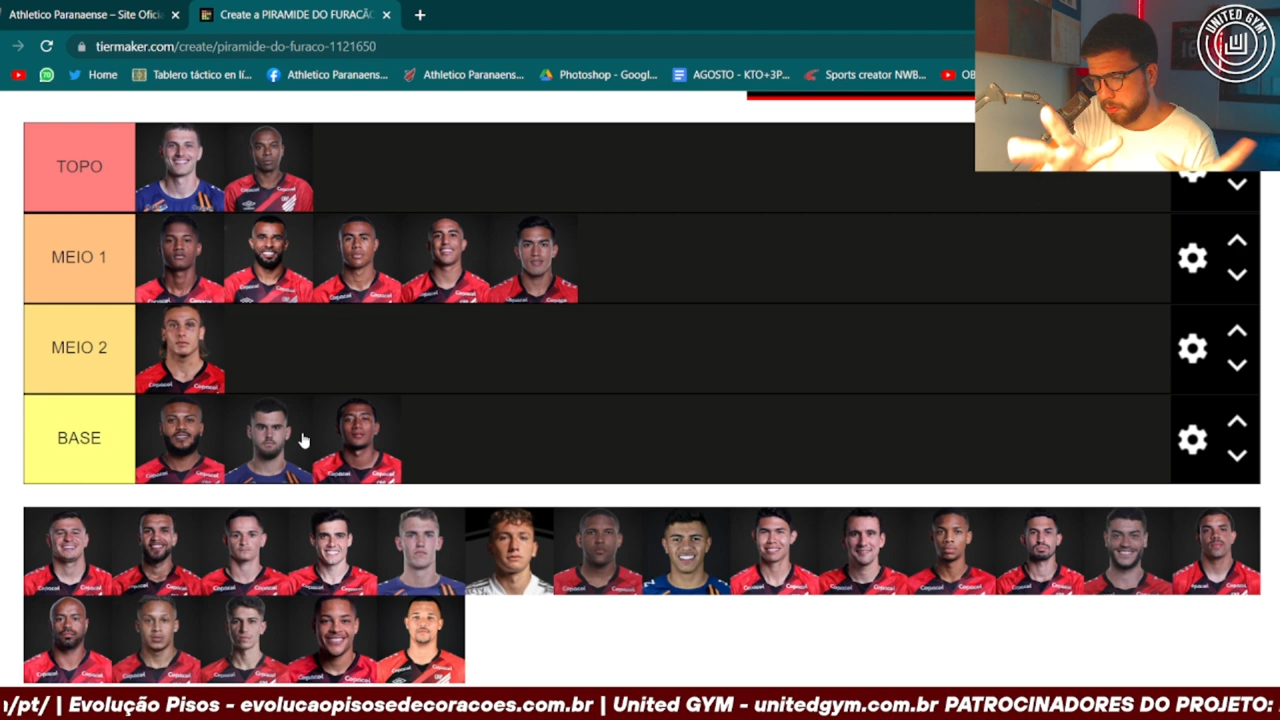 Athletico Paranaense – Site Ofici
Create a PIRAMIDE DO FURACÃ
tiermaker.com/create/piramide-do-furaco-1121650
Home
Tablero táctico en lí...
Athletico Paranaens...
Athletico Paranaens...
Photoshop - Googl...
AGOSTO - KTO+3P...
Sports creator NWB...
OB
UNITED GYM
TOPO
MEIO 1
MEIO 2
BASE
/pt/ | Evolução Pisos - evolucaopisosedecoracoes.com.br | United GYM - unitedgym.com.br PATROCINADORES DO PROJETO: